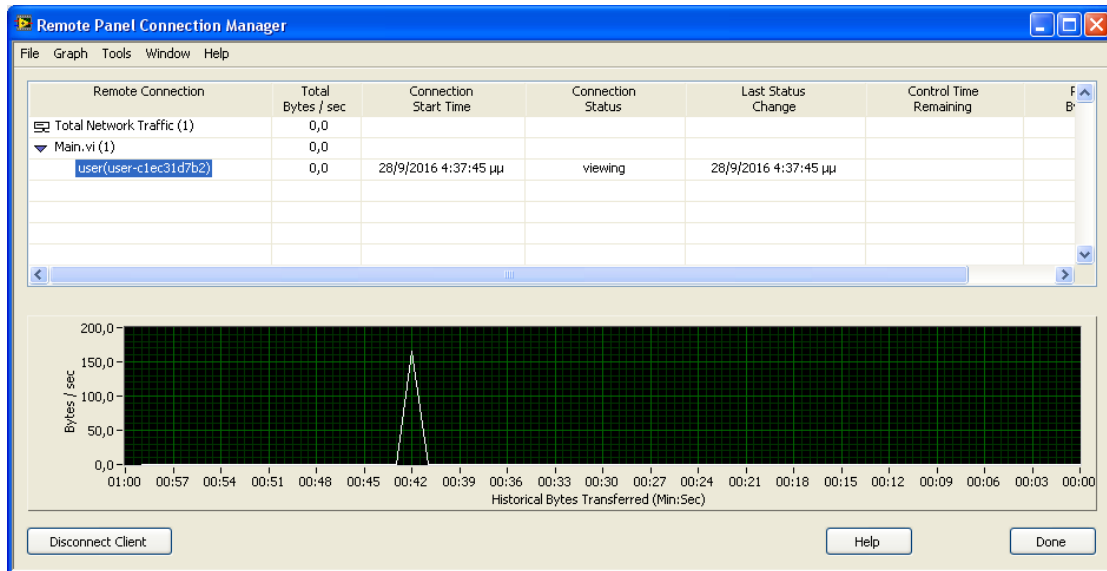 Remote Panel Connection Manager
File Graph Tools Window Help
Remote Connection Total Bytes / sec Connection Start Time Connection Status Last Status Change Control Time Remaining
Total Network Traffic (1) 0,0
Main.vi (1) 0,0
user(user-c1ec31d7b2) 0,0 28/9/2016 4:37:45 μμ viewing 28/9/2016 4:37:45 μμ
200,0
150,0
100,0
50,0
0,0
Bytes / sec
01:00 00:57 00:54 00:51 00:48 00:45 00:42 00:39 00:36 00:33 00:30 00:27 00:24 00:21 00:18 00:15 00:12 00:09 00:06 00:03 00:00
Historical Bytes Transferred (Min:Sec)
Disconnect Client Help Done